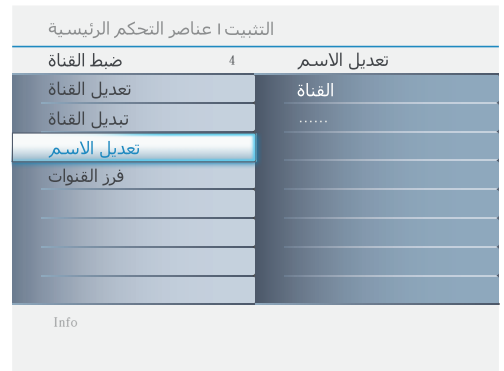 التثبيت | عناصر التحكم الرئيسية
ضبط القناة 4
تعديل الاسم
تعديل القناة
تبديل القناة
تعديل الاسم
فرز القنوات
القناة
......
Info